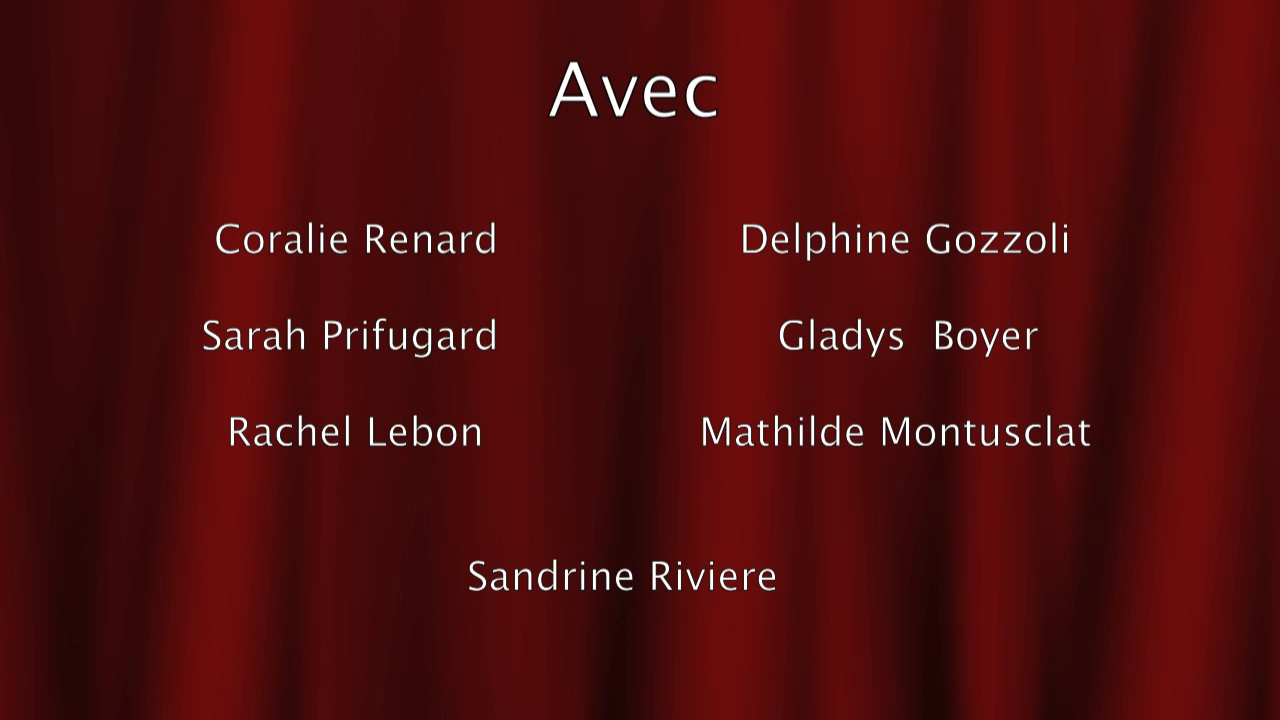 Avec
Coralie Renard
Delphine Gozzoli
Sarah Prifugard
Gladys  Boyer
Rachel Lebon
Mathilde Montusclat
Sandrine Riviere